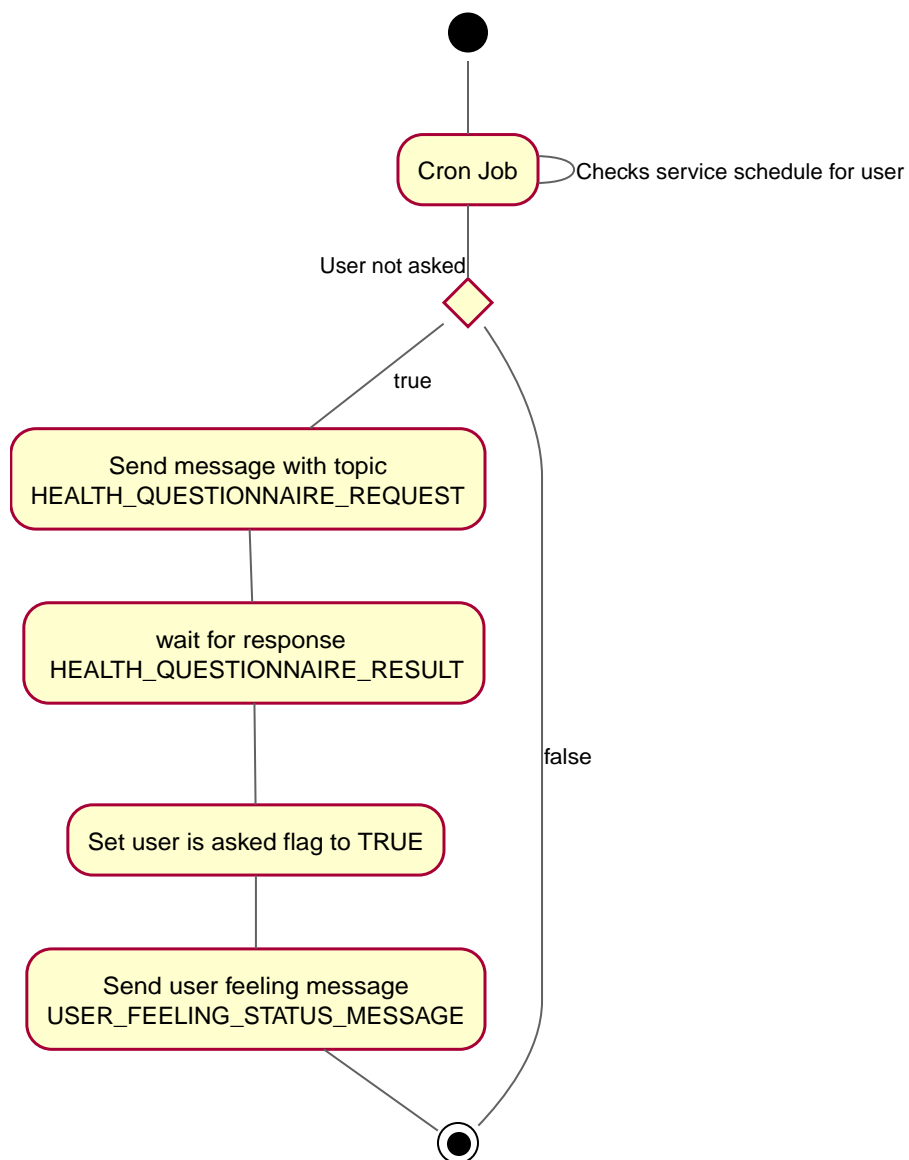 Cron Job
Checks service schedule for user
User not asked
true
Send message with topic
HEALTH_QUESTIONNAIRE_REQUEST
wait for response
HEALTH_QUESTIONNAIRE_RESULT
false
Set user is asked flag to TRUE
Send user feeling message
USER_FEELING_STATUS_MESSAGE